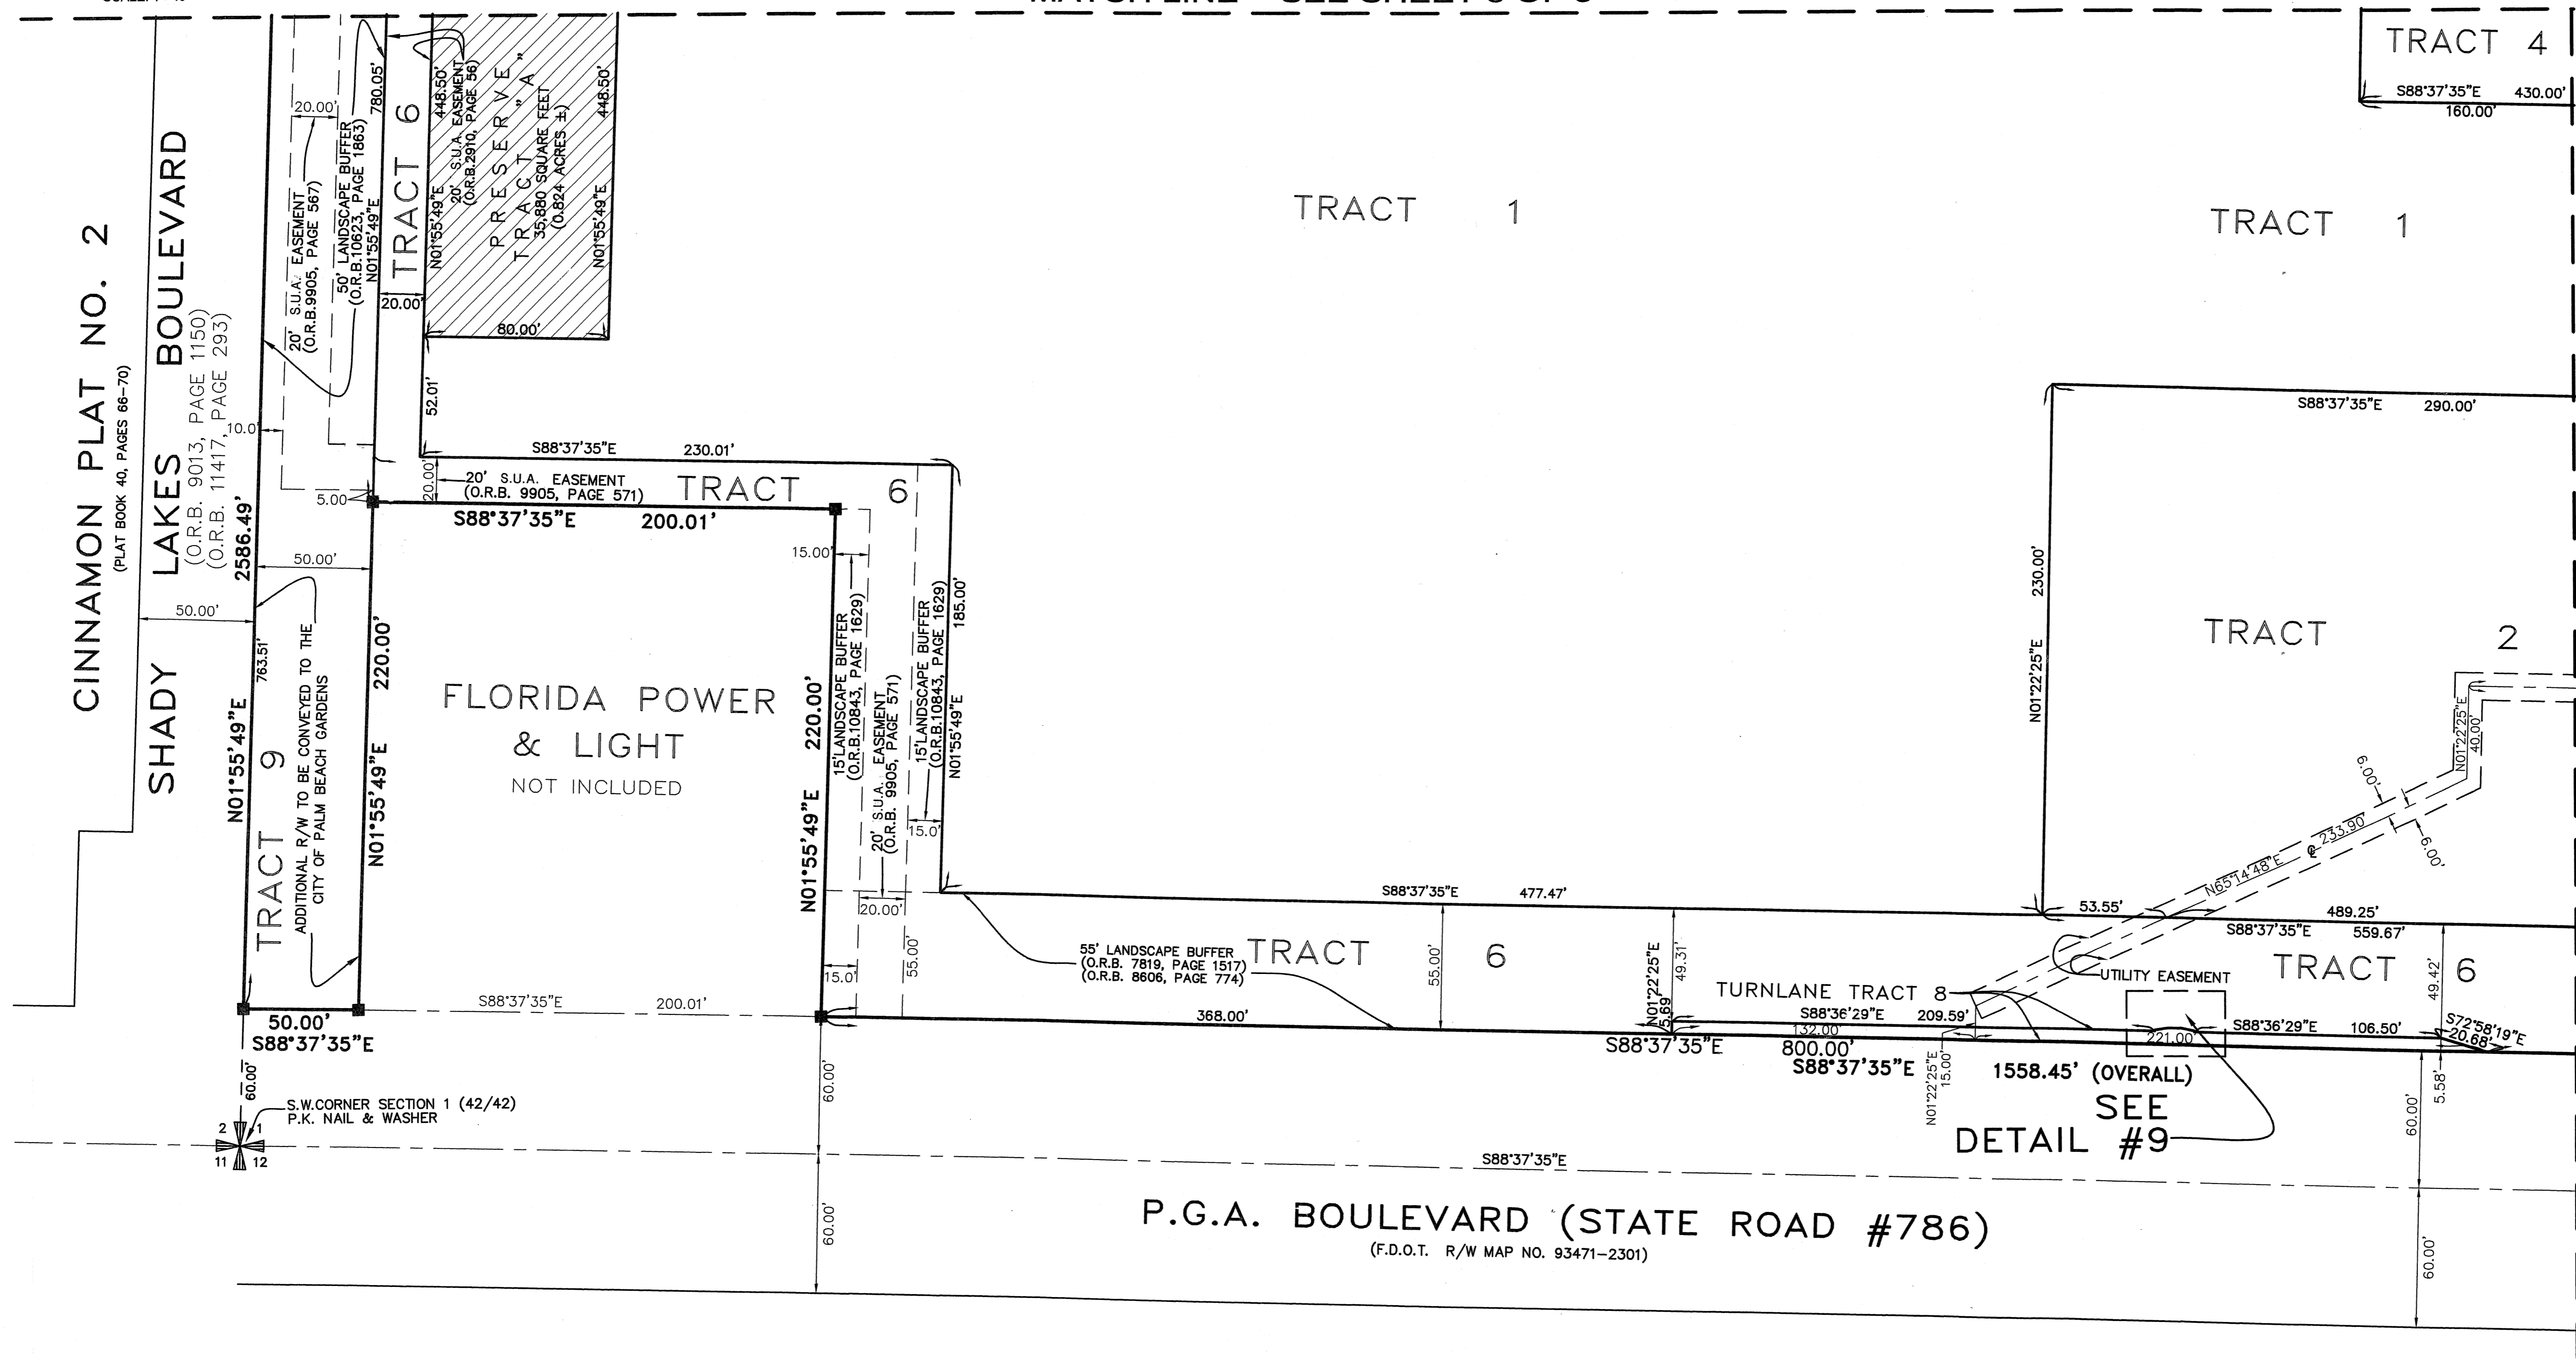 TRACT 4
S88°37'35"E 430.00'
160.00'
CINNAMON PLAT NO. 2
(PLAT BOOK 40, PAGES 66-70)
SHADY LAKES BOULEVARD
(O.R.B. 9013, PAGE 1150)
(O.R.B. 11417, PAGE 293)
2586.49'
N01°55'49"E
763.51'
50.00'
10.0'
20.00'
20' S.U.A. EASEMENT
(O.R.B.9905, PAGE 567)
50' LANDSCAPE BUFFER
(O.R.B.10623, PAGE 1863)
N01°55'49"E
780.05'
TRACT 6
20.00'
N01°55'49"E
448.50'
20' S.U.A. EASEMENT
(O.R.B.2910, PAGE 56)
PRESERVE
TRACT "A"
35,880 SQUARE FEET
(0.824 ACRES ±)
N01°55'49"E
448.50'
80.00'
52.01'
TRACT 1
TRACT 1
S88°37'35"E 290.00'
S88°37'35"E 230.01'
20.00'
20' S.U.A. EASEMENT
(O.R.B. 9905, PAGE 571)
TRACT 6
5.00
S88°37'35"E 200.01'
50.00'
15.00'
TRACT 9
ADDITIONAL R/W TO BE CONVEYED TO THE
CITY OF PALM BEACH GARDENS
N01°55'49"E 220.00'
FLORIDA POWER
& LIGHT
NOT INCLUDED
N01°55'49"E 220.00'
15'LANDSCAPE BUFFER
(O.R.B.10843, PAGE 1629)
20' S.U.A. EASEMENT
(O.R.B. 9905, PAGE 571)
15'LANDSCAPE BUFFER
(O.R.B.10843, PAGE 1629)
N01°55'49"E
185.00'
15.0'
20.00'
55.00'
15.0'
N01°22'25"E
230.00'
TRACT 2
N01°22'25"E
40.00'
6.00'
6.00'
N65°14'48"E
233.90'
S88°37'35"E 477.47'
53.55'
489.25'
S88°37'35"E 559.67'
55' LANDSCAPE BUFFER
(O.R.B. 7819, PAGE 1517)
(O.R.B. 8606, PAGE 774)
TRACT 6
55.00'
N01°22'25"E
49.31'
5.69'
TURNLANE TRACT 8
UTILITY EASEMENT
TRACT 6
49.42'
S88°36'29"E 209.59'
132.00'
221.00'
S88°36'29"E 106.50'
S72°58'19"E
20.68'
5.58'
50.00'
S88°37'35"E
S88°37'35"E 200.01'
368.00'
S88°37'35"E 800.00'
S88°37'35"E 1558.45' (OVERALL)
N01°22'25"E
15.00'
SEE
DETAIL #9
60.00'
S.W.CORNER SECTION 1 (42/42)
P.K. NAIL & WASHER
2 1
11 12
60.00'
60.00'
60.00'
60.00'
S88°37'35"E
P.G.A. BOULEVARD (STATE ROAD #786)
(F.D.O.T. R/W MAP NO. 93471-2301)